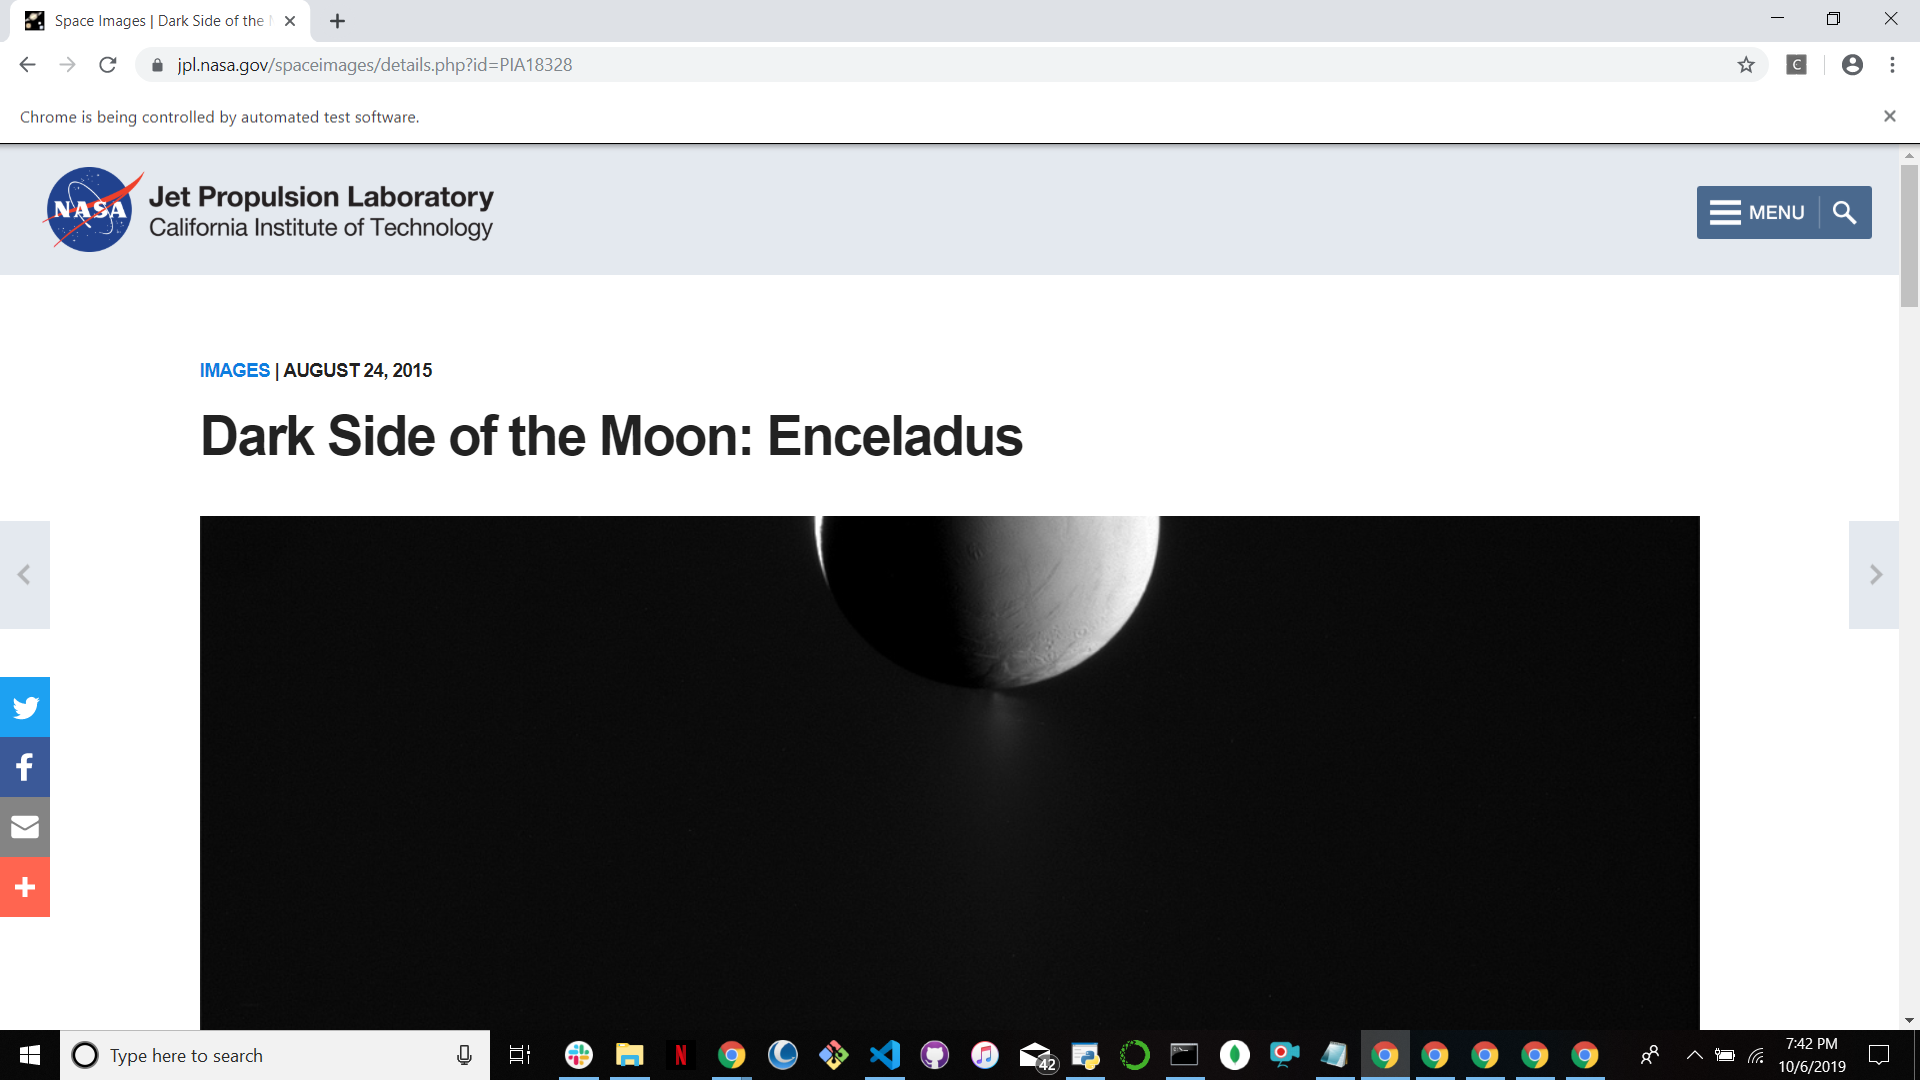 Space Images | Dark Side of the
jpl.nasa.gov/spaceimages/details.php?id=PIA18328
C
Chrome is being controlled by automated test software.
NASA
Jet Propulsion Laboratory
California Institute of Technology
MENU
IMAGES | AUGUST 24, 2015
Dark Side of the Moon: Enceladus
Type here to search
N
42
7:42 PM
10/6/2019